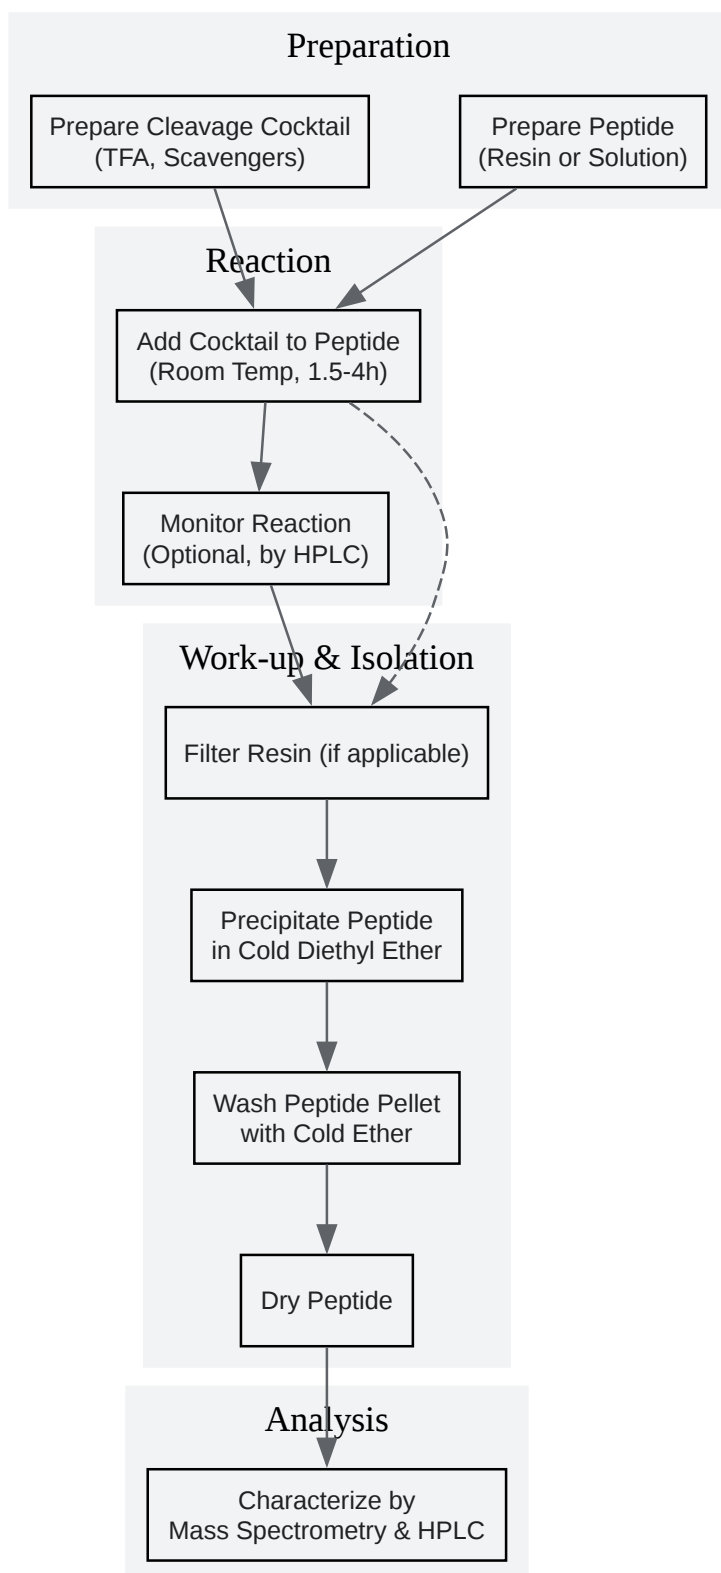 Preparation
Prepare Cleavage Cocktail
(TFA, Scavengers)
Prepare Peptide
(Resin or Solution)
Reaction
Add Cocktail to Peptide
(Room Temp, 1.5-4h)
Monitor Reaction
(Optional, by HPLC)
Work-up & Isolation
Filter Resin (if applicable)
Precipitate Peptide
in Cold Diethyl Ether
Wash Peptide Pellet
with Cold Ether
Dry Peptide
Analysis
Characterize by
Mass Spectrometry & HPLC